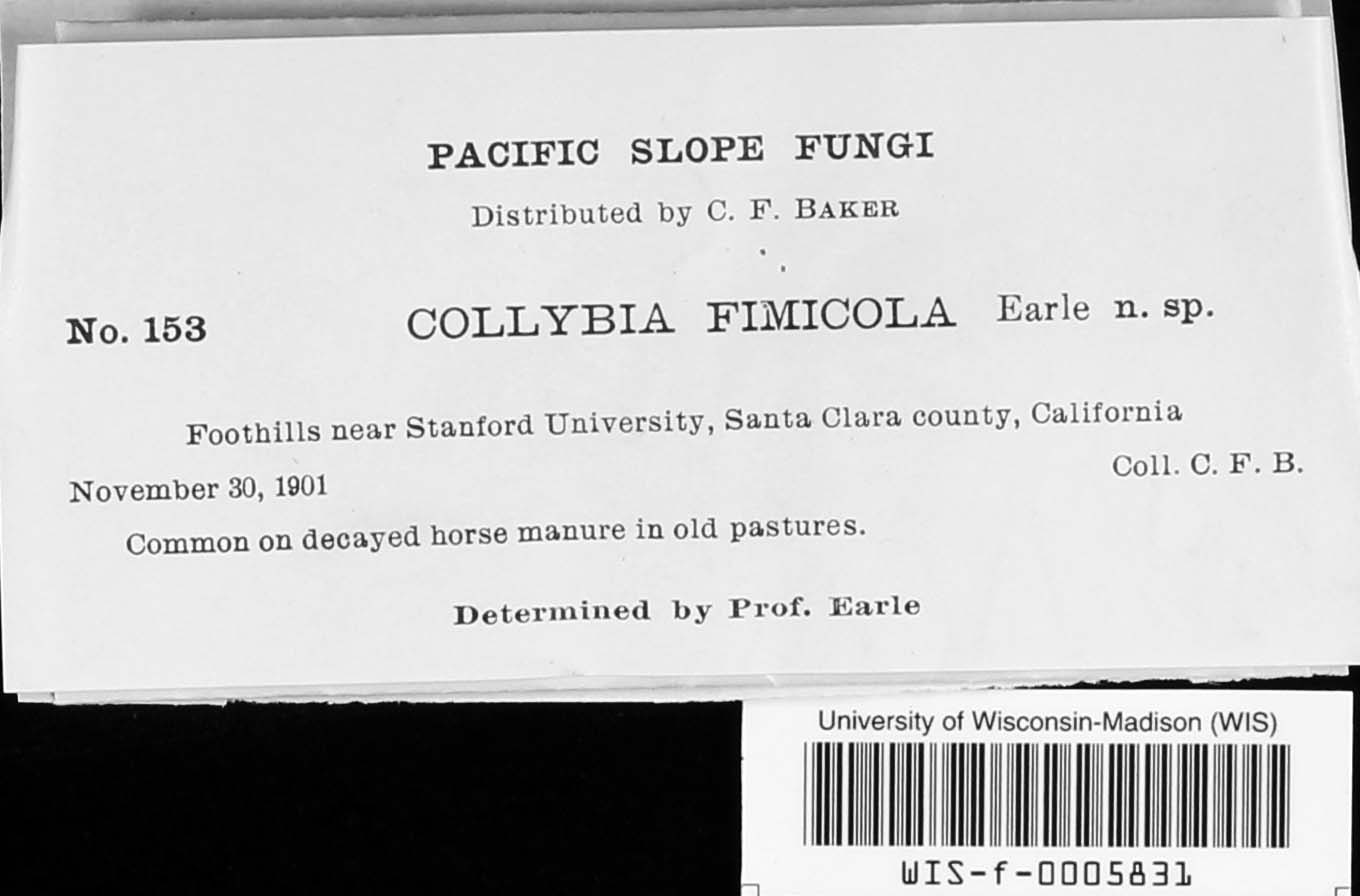 PACIFIC SLOPE FUNGI
Distributed by C. F. BAKER
No. 153 COLLYBIA FIMICOLA Earle n. sp.
Foothills near Stanford University, Santa Clara county, California
November 30, 1901 Coll. C. F. B.
Common on decayed horse manure in old pastures.
Determined by Prof. Earle
University of Wisconsin-Madison (WIS)
WIS-f-0005831